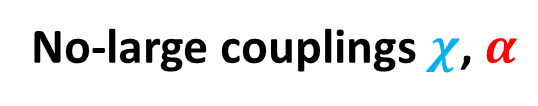 No-large couplings χ, α